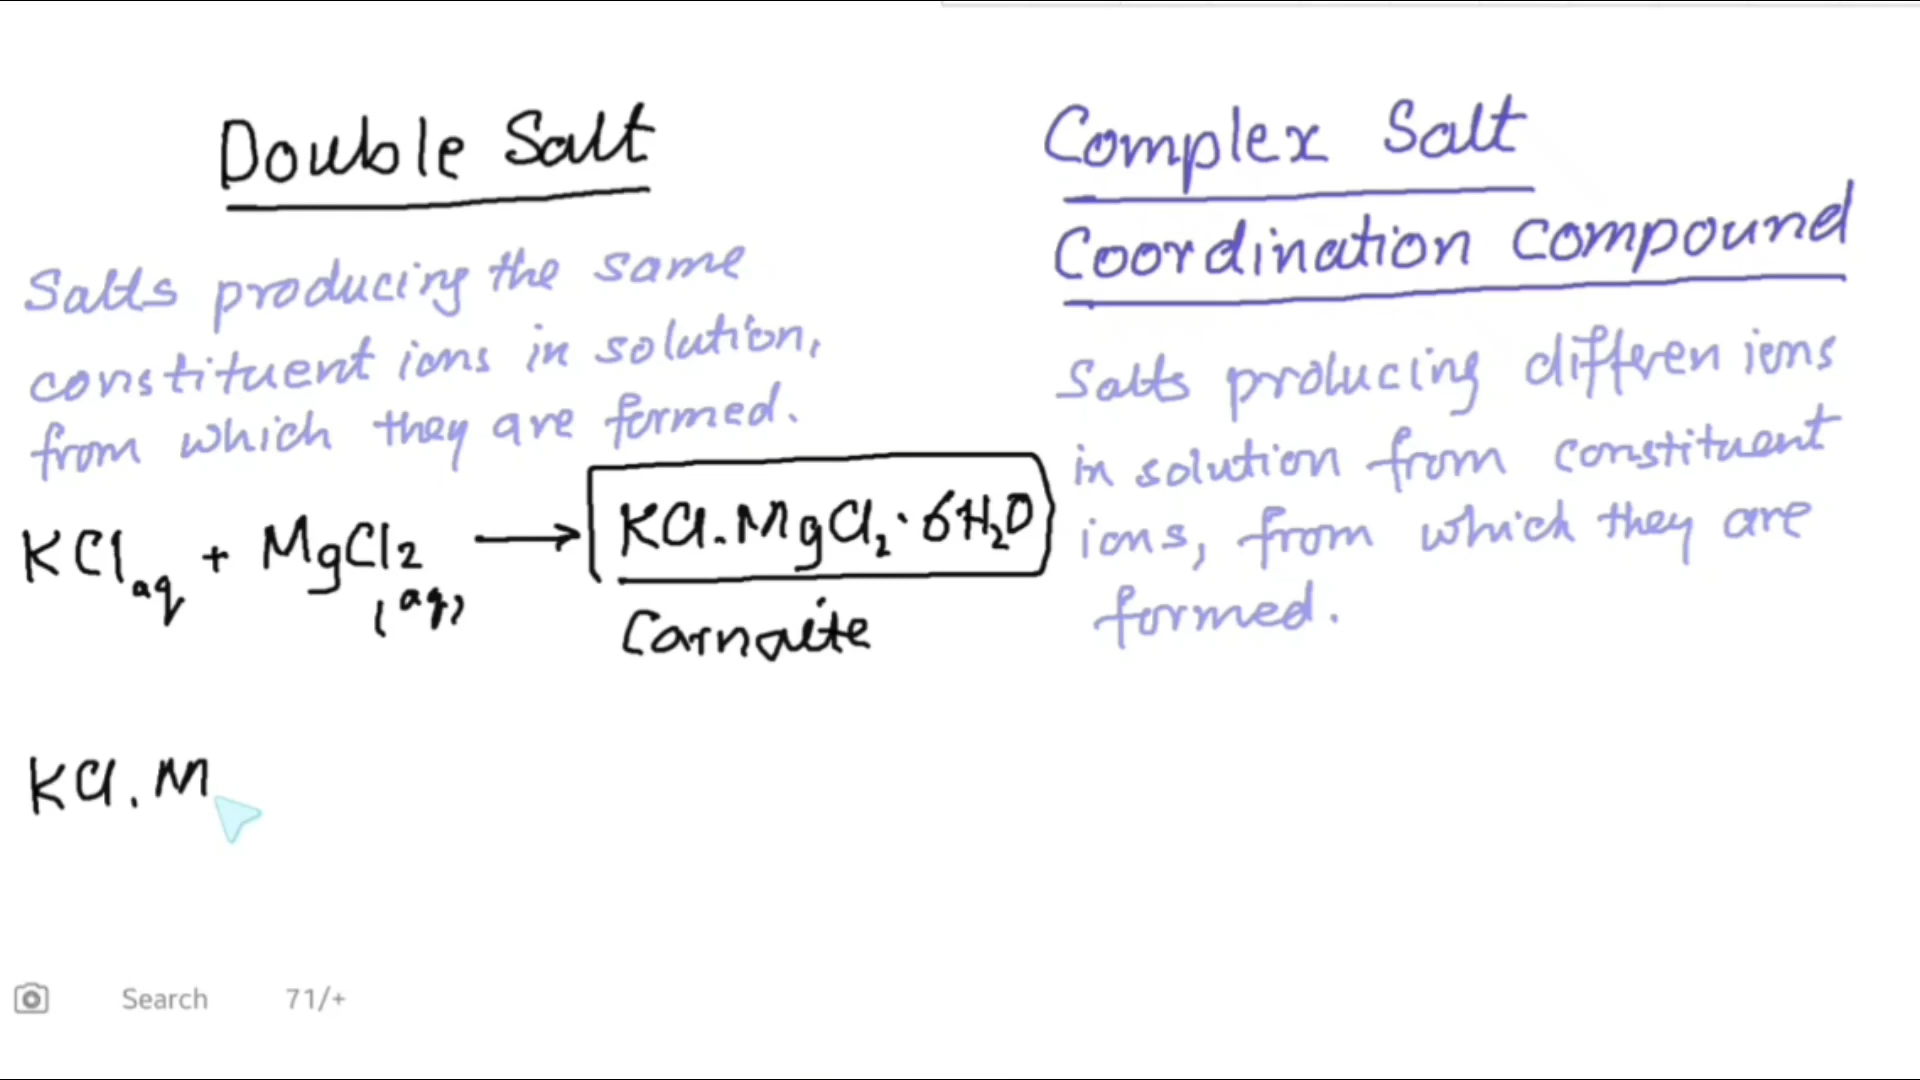 Double Salt
Salts producing the same
constituent ions in solution,
from which they are formed.
KCl aq + MgCl2 (aq) → KCl.MgCl2.6H2O
Carnalite
KCl.M
Complex Salt
Coordination Compound
Salts producing differen ions
in solution from constituent
ions, from which they are
formed.
Search 71/+